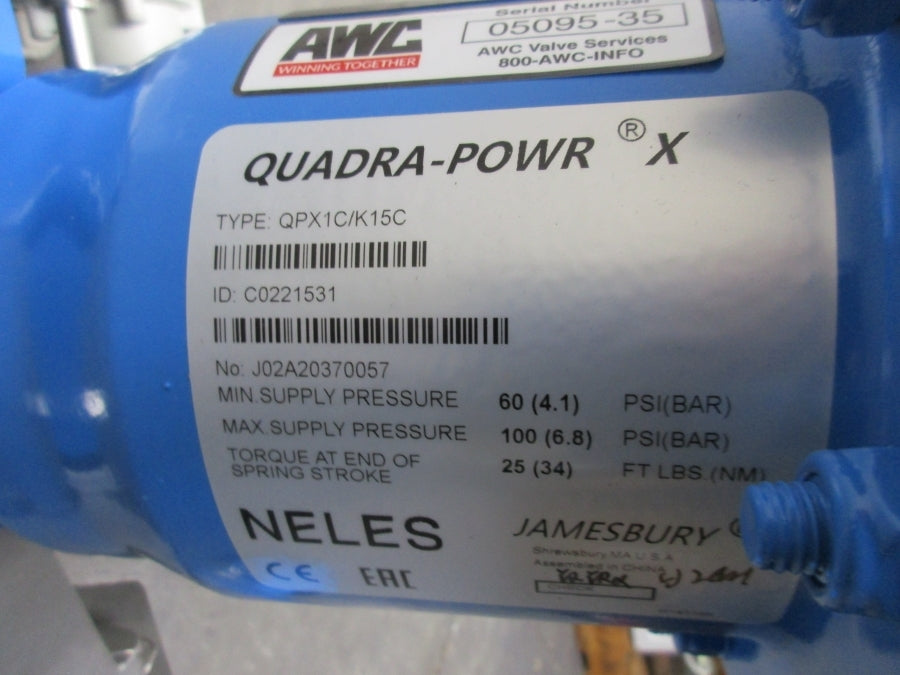 AWC
WINNING TOGETHER
Serial Number
05095-35
AWC Valve Services
800-AWC-INFO
QUADRA-POWR ® X
TYPE: QPX1C/K15C
ID: C0221531
No: J02A20370057
MIN.SUPPLY PRESSURE 60 (4.1) PSI(BAR)
MAX.SUPPLY PRESSURE 100 (6.8) PSI(BAR)
TORQUE AT END OF
SPRING STROKE 25 (34) FT LBS.(NM)
NELES JAMESBURY
Shrewsbury, MA U.S.A
Assembled in CHINA
CE EAC